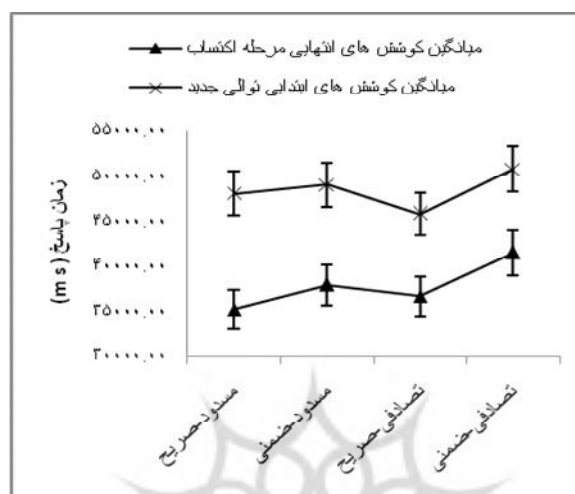 میانگین کوشش های انتهایی مرحله اکتساب
میانگین کوشش های ابتدایی توالی جدید
۵۵۰۰۰.۰۰
۵۰۰۰۰.۰۰
۴۵۰۰۰.۰۰
۴۰۰۰۰.۰۰
۳۵۰۰۰.۰۰
۳۰۰۰۰.۰۰
زمان پاسخ (m s)
مسدود-صریح
مسدود-ضمنی
تصادفی-صریح
تصادفی-ضمنی